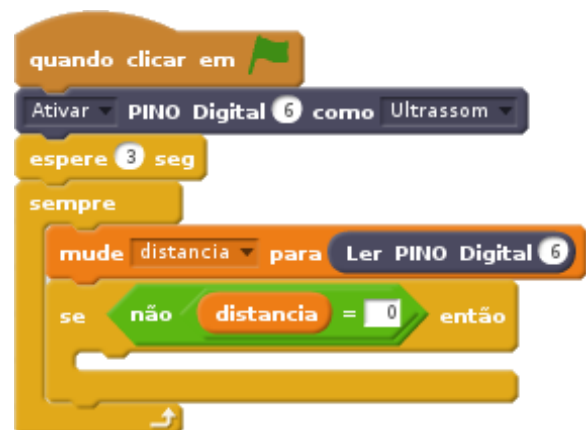 quando clicar em
Ativar PINO Digital 6 como Ultrassom
espere 3 seg
sempre
mude distancia para Ler PINO Digital 6
se não distancia = 0 então